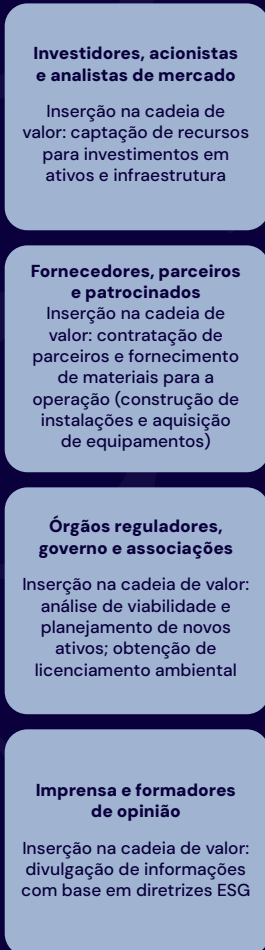 Investidores, acionistas
e analistas de mercado
Inserção na cadeia de
valor: captação de recursos
para investimentos em
ativos e infraestrutura
Fornecedores, parceiros
e patrocinados
Inserção na cadeia de
valor: contratação de
parceiros e fornecimento
de materiais para a
operação (construção de
instalações e aquisição
de equipamentos)
Órgãos reguladores,
governo e associações
Inserção na cadeia de valor:
análise de viabilidade e
planejamento de novos
ativos; obtenção de
licenciamento ambiental
Imprensa e formadores
de opinião
Inserção na cadeia de valor:
divulgação de informações
com base em diretrizes ESG